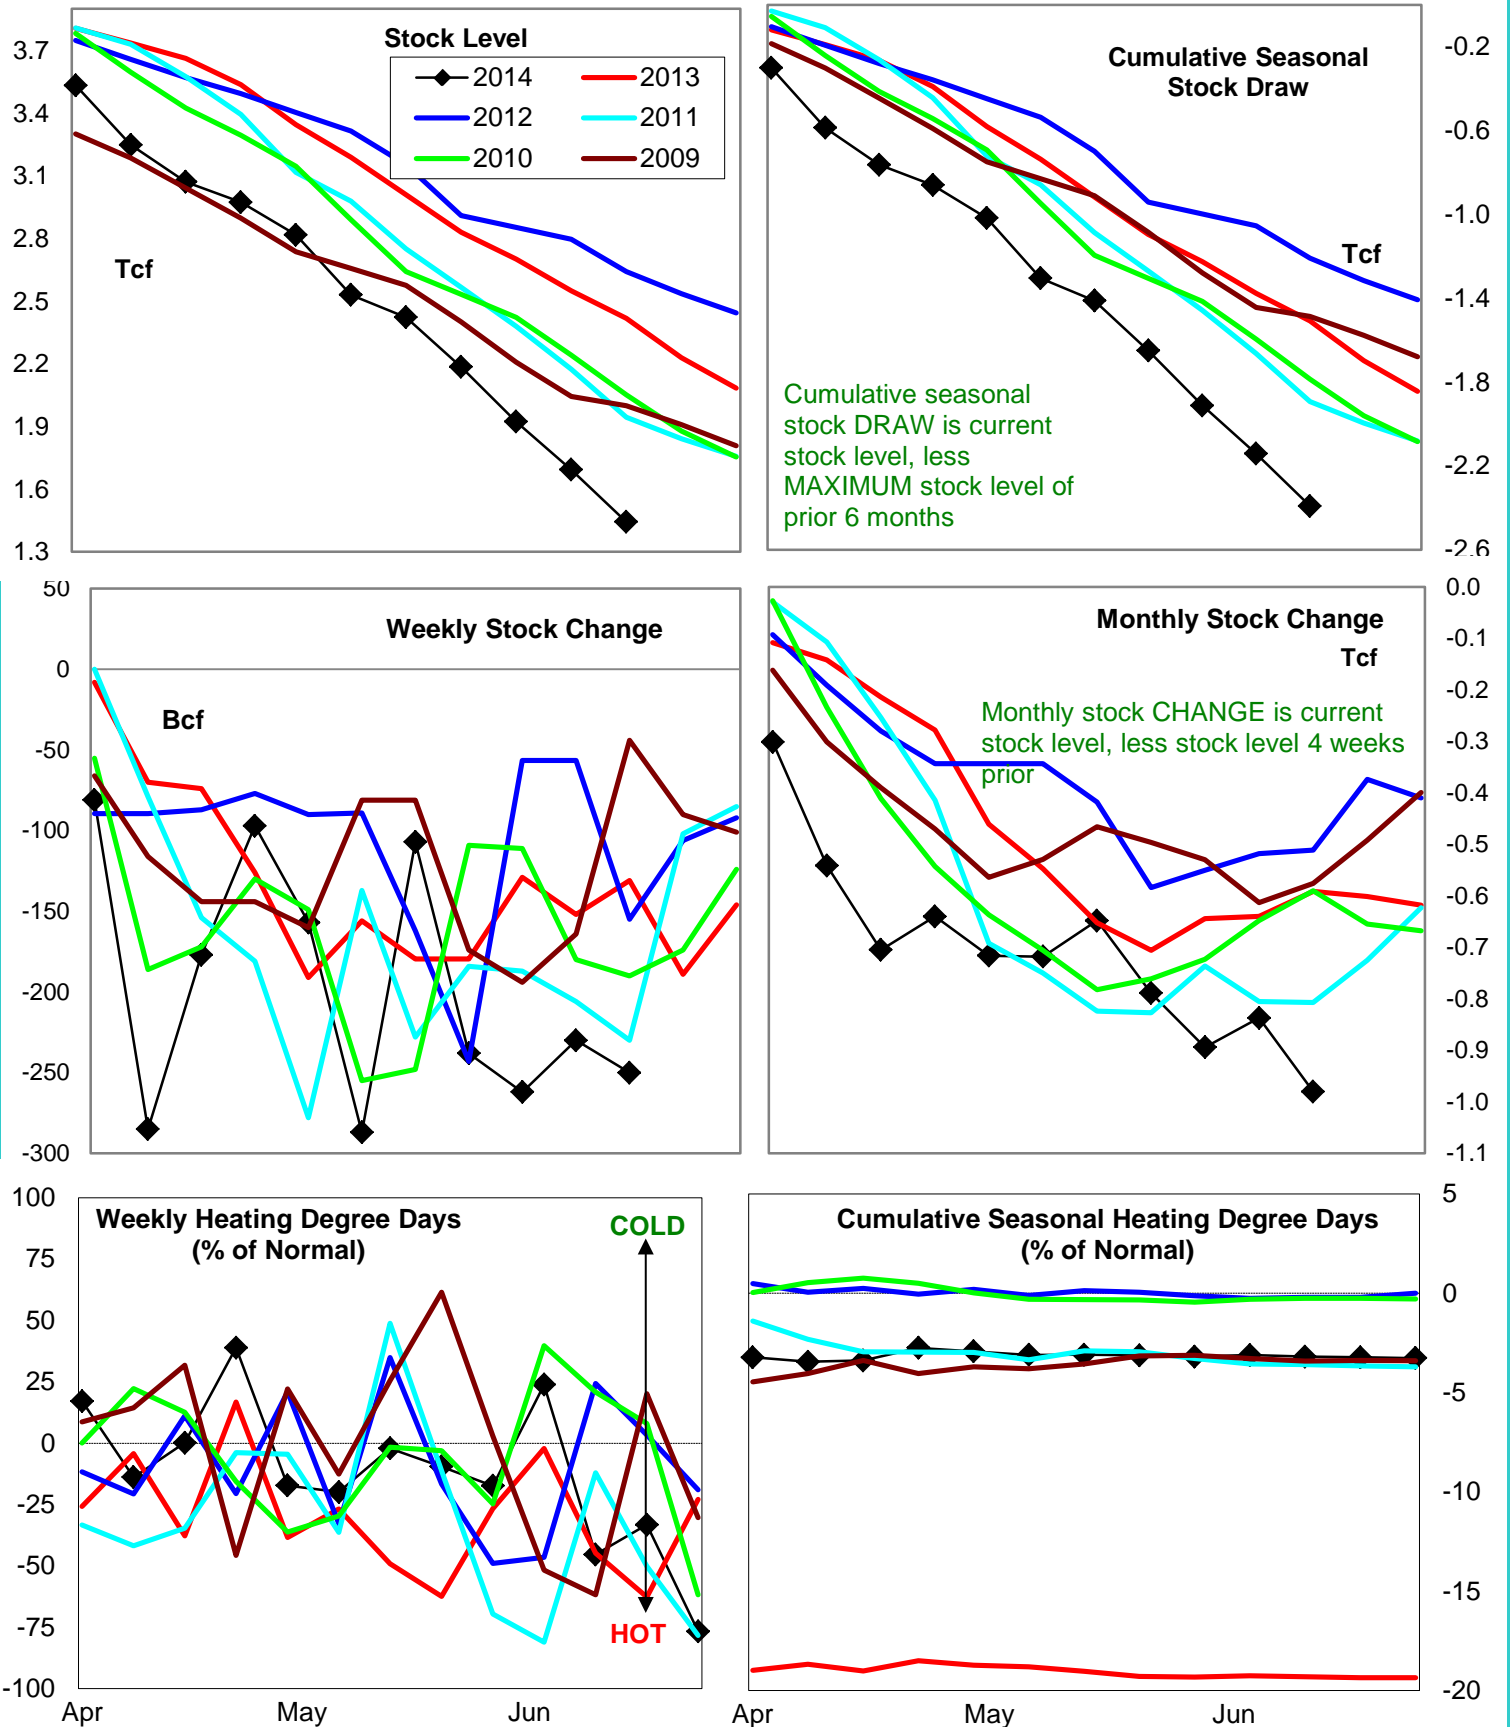 Stock Level
2014
2013
2012
2011
2010
2009
Tcf
3.7
3.4
3.1
2.8
2.5
2.2
1.9
1.6
1.3
Cumulative Seasonal
Stock Draw
Tcf
Cumulative seasonal
stock DRAW is current
stock level, less
MAXIMUM stock level of
prior 6 months
-0.2
-0.6
-1.0
-1.4
-1.8
-2.2
-2.6
50
0
-50
-100
-150
-200
-250
-300
Weekly Stock Change
Bcf
Monthly Stock Change
Tcf
Monthly stock CHANGE is current
stock level, less stock level 4 weeks
prior
0.0
-0.1
-0.2
-0.3
-0.4
-0.5
-0.6
-0.7
-0.8
-0.9
-1.0
-1.1
100
75
50
25
0
-25
-50
-75
-100
Weekly Heating Degree Days
(% of Normal)
COLD
HOT
Apr
May
Jun
Cumulative Seasonal Heating Degree Days
(% of Normal)
5
0
-5
-10
-15
-20
Apr
May
Jun